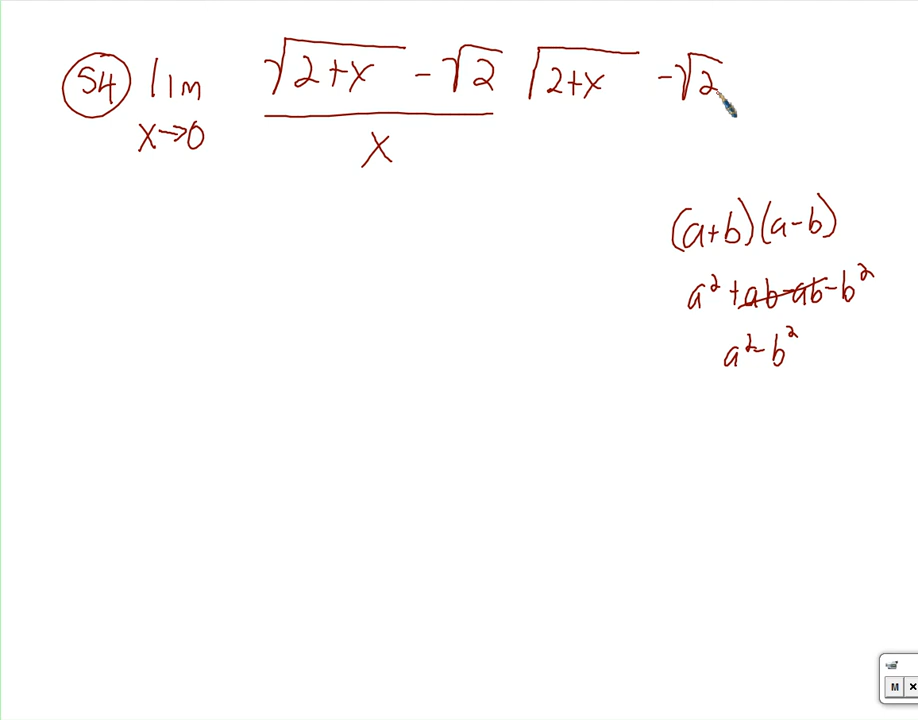 54 lim √2+x - √2 √2+x -√2
x→0 x
(a+b)(a-b)
a² +ab-ab-b²
a²-b²
M x